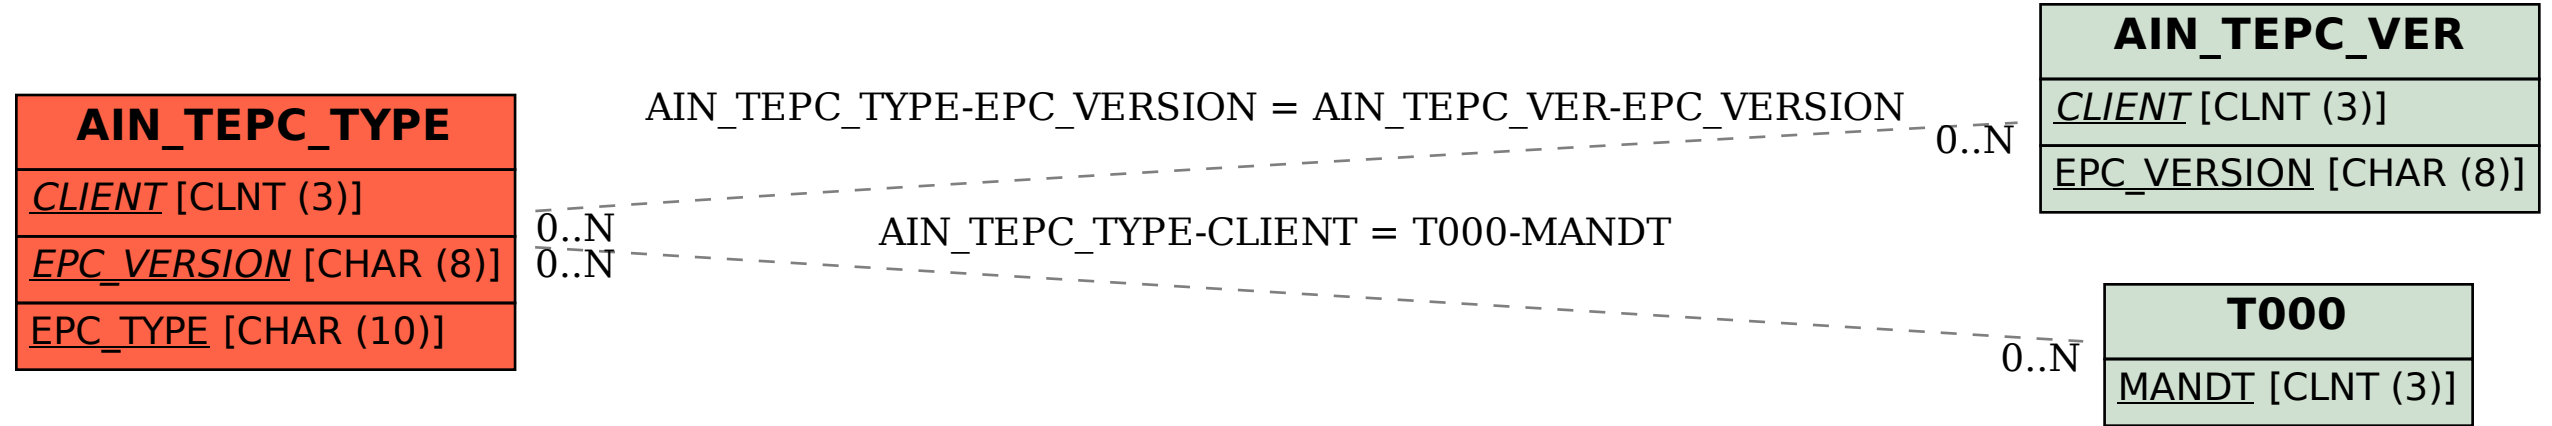 AIN_TEPC_TYPE
CLIENT [CLNT (3)]
EPC_VERSION [CHAR (8)]
EPC_TYPE [CHAR (10)]
AIN_TEPC_TYPE-EPC_VERSION = AIN_TEPC_VER-EPC_VERSION
0..N
0..N
AIN_TEPC_TYPE-CLIENT = T000-MANDT
0..N
0..N
AIN_TEPC_VER
CLIENT [CLNT (3)]
EPC_VERSION [CHAR (8)]
T000
MANDT [CLNT (3)]